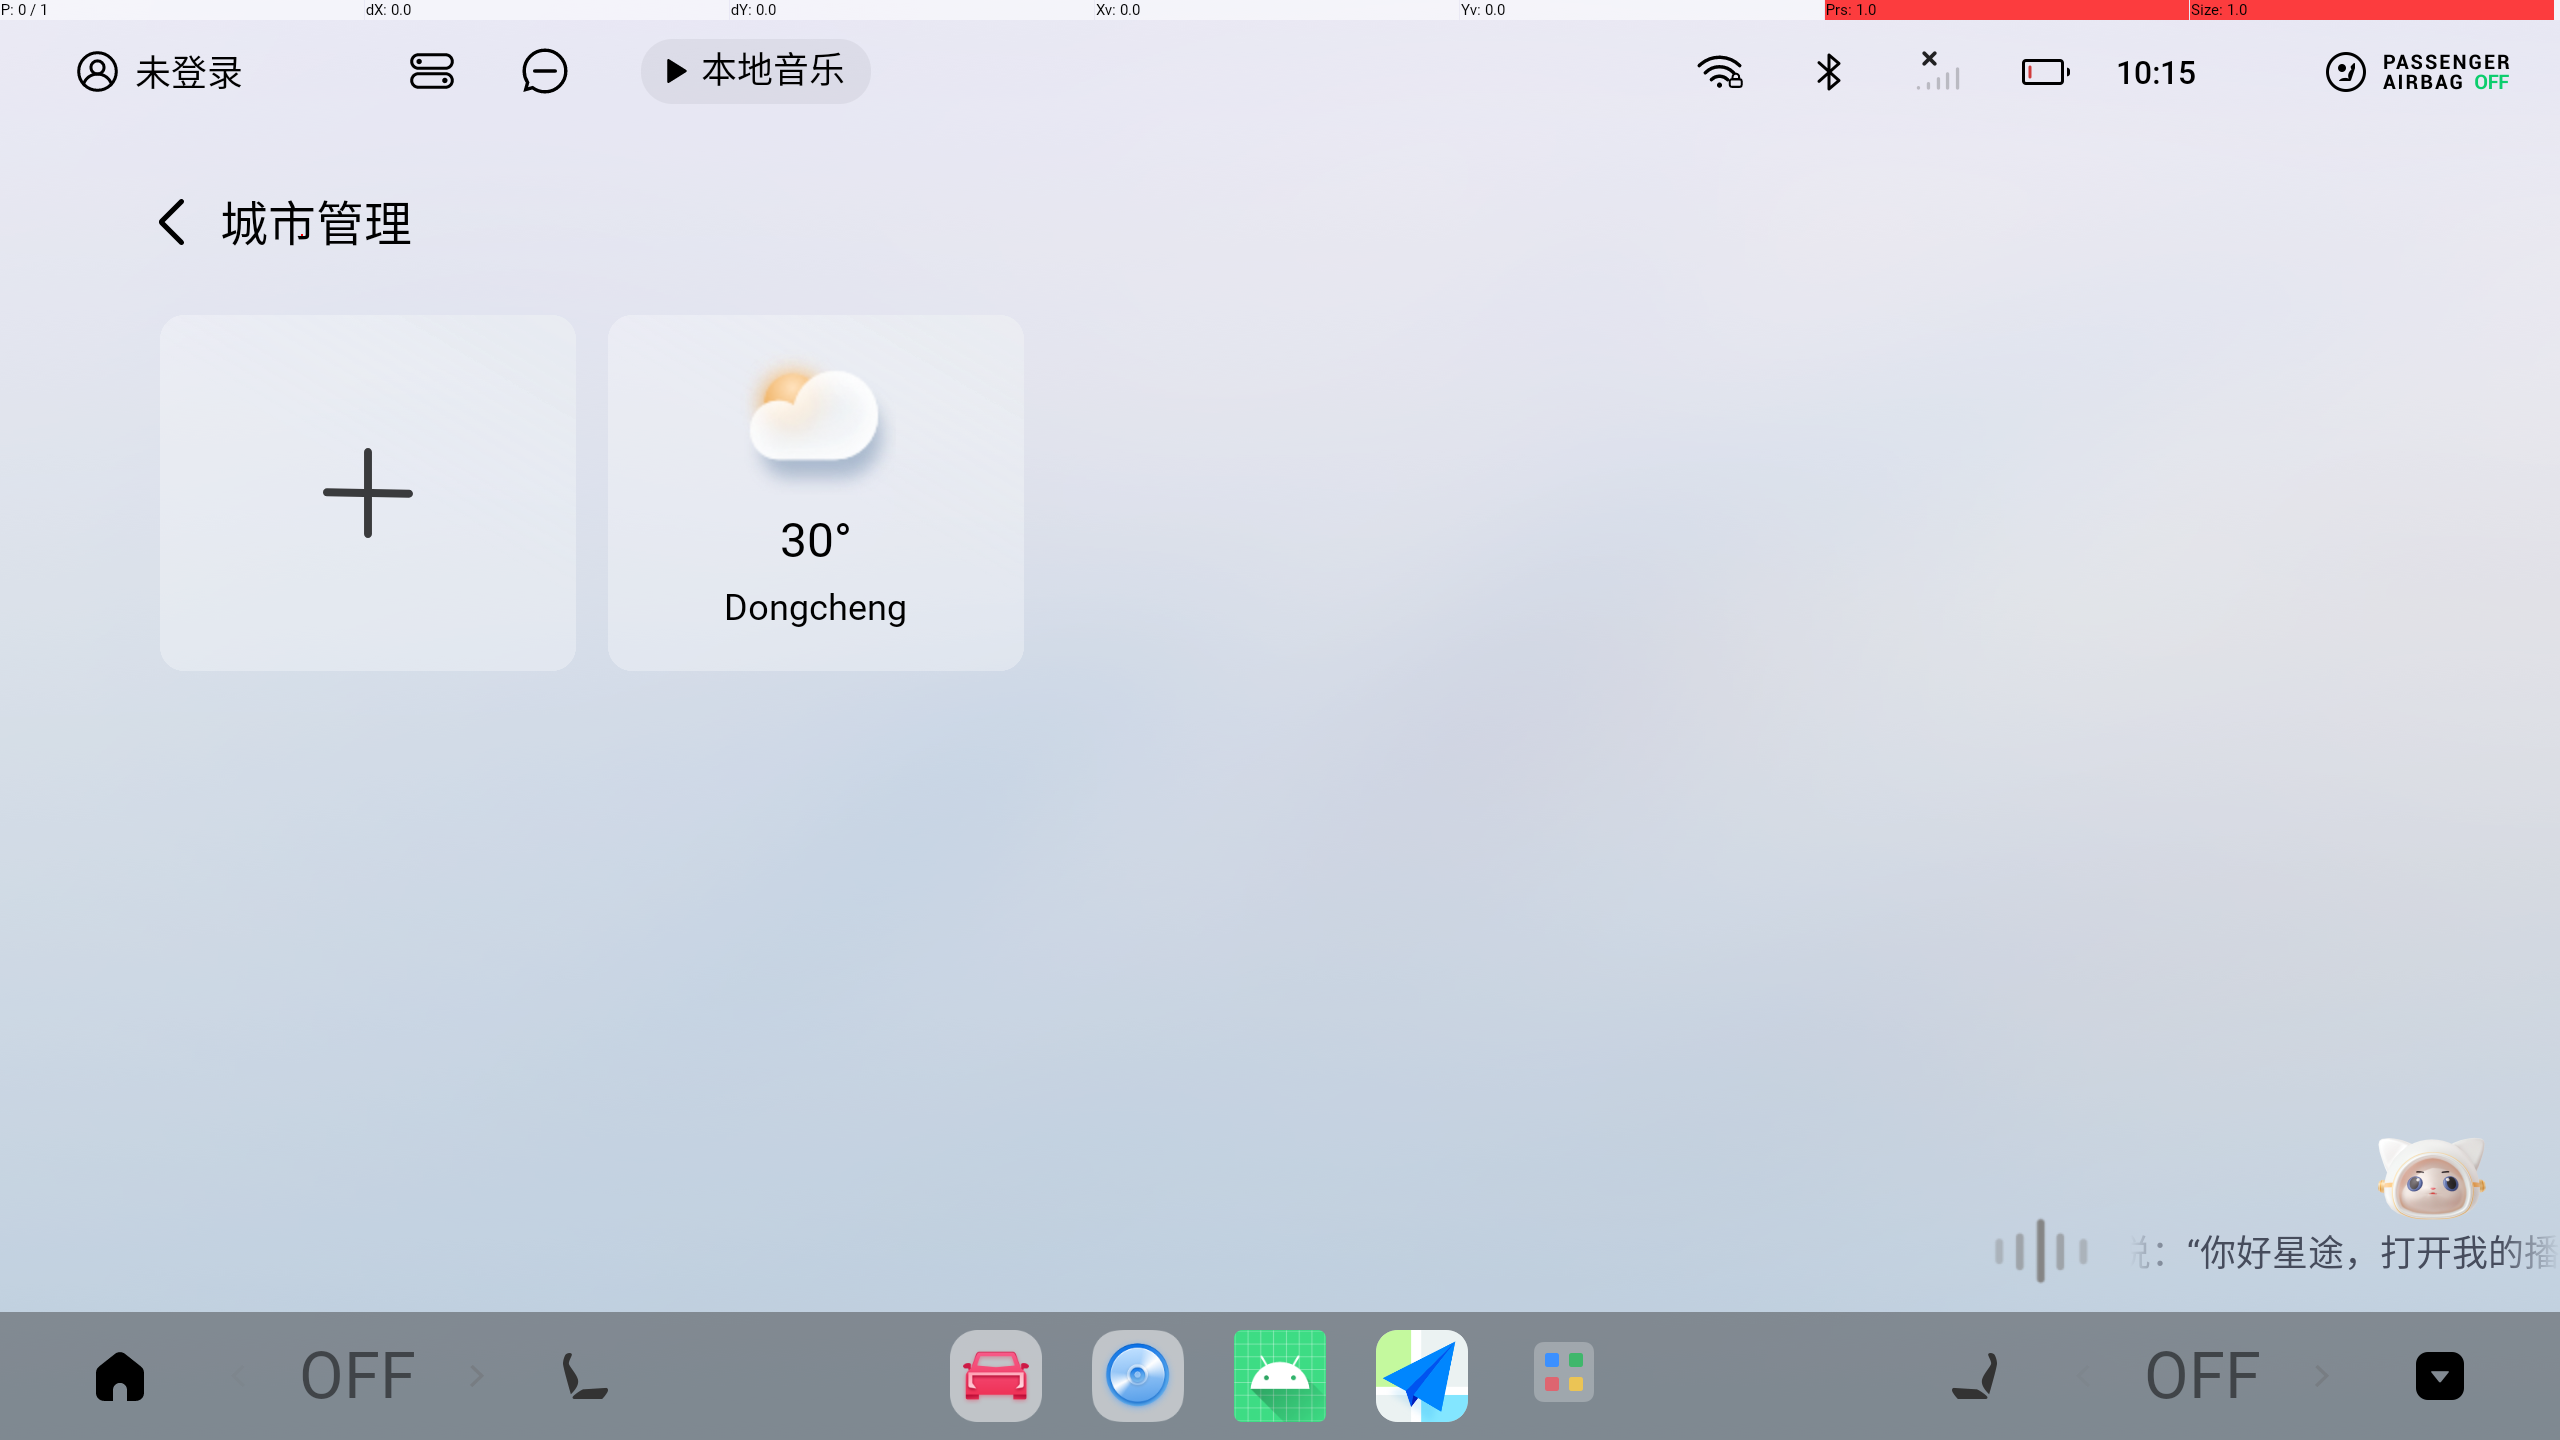 P: 0 / 1 dX: 0.0 dY: 0.0 Xv: 0.0 Yv: 0.0 Prs: 1.0 Size: 1.0
未登录 本地音乐 10:15 PASSENGER
AIRBAG OFF
城市管理
30°
Dongcheng
说：“你好星途，打开我的播
OFF OFF